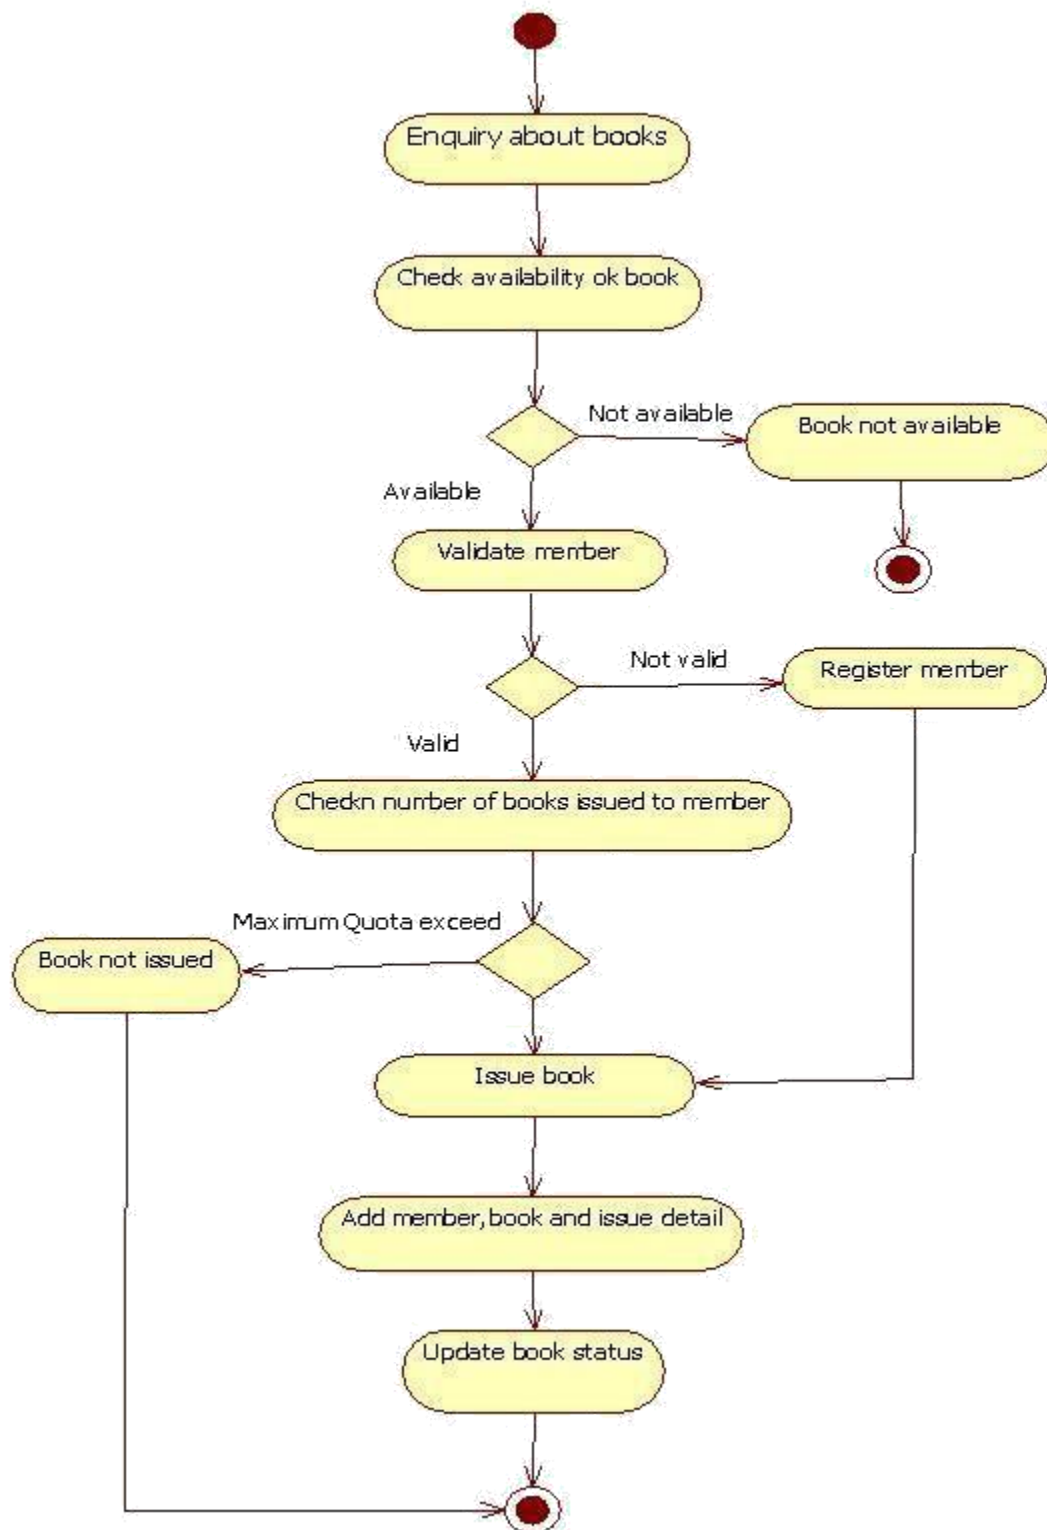 Enquiry about books
Check availability ok book
Not available
Book not available
Available
Validate member
Not valid
Register member
Valid
Checkn number of books issued to member
Maximum Quota exceed
Book not issued
Issue book
Add member,book and issue detail
Update book status